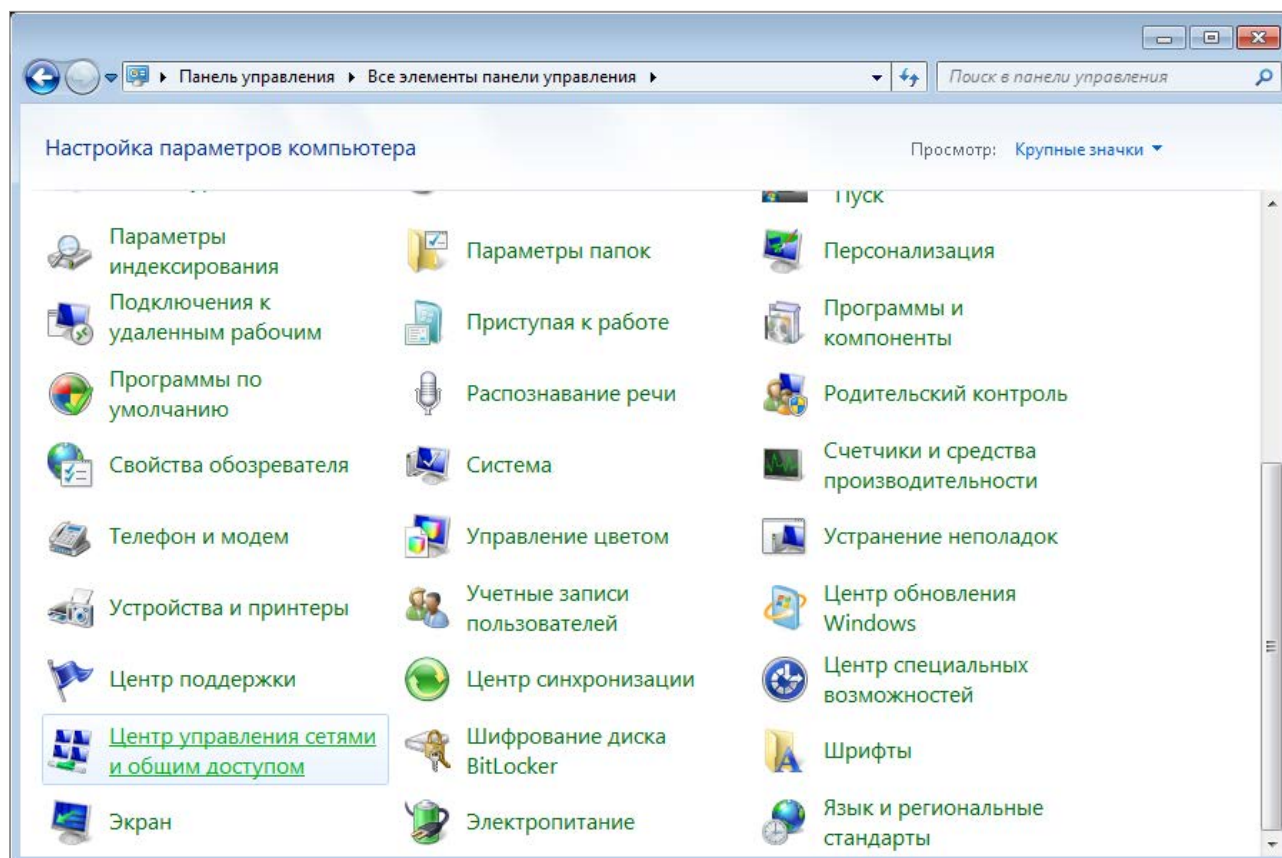 Панель управления
Все элементы панели управления
Поиск в панели управления
Настройка параметров компьютера
Просмотр: Крупные значки
Пуск
Параметры
индексирования
Параметры папок
Персонализация
Подключения к
удаленным рабочим
Приступая к работе
Программы и
компоненты
Программы по
умолчанию
Распознавание речи
Родительский контроль
Свойства обозревателя
Система
Счетчики и средства
производительности
Телефон и модем
Управление цветом
Устранение неполадок
Устройства и принтеры
Учетные записи
пользователей
Центр обновления
Windows
Центр поддержки
Центр синхронизации
Центр специальных
возможностей
Центр управления сетями
и общим доступом
Шифрование диска
BitLocker
Шрифты
Экран
Электропитание
Язык и региональные
стандарты